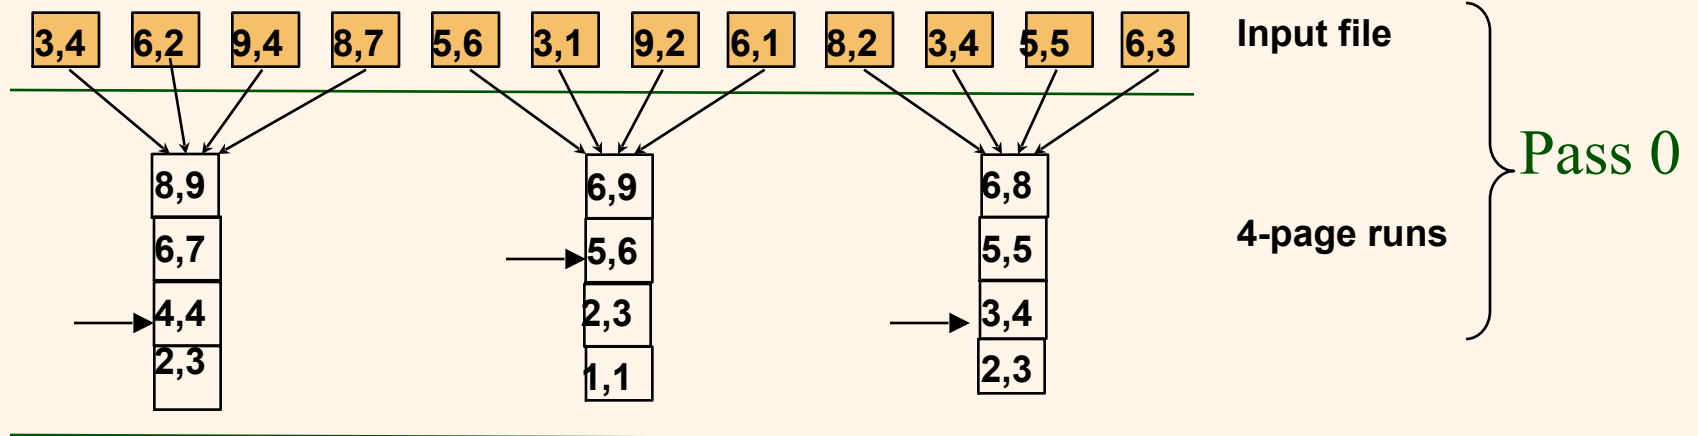 3,4 6,2 9,4 8,7 5,6 3,1 9,2 6,1 8,2 3,4 5,5 6,3 Input file
Pass 0
8,9 6,9 6,8
6,7 5,6 5,5 4-page runs
4,4 2,3 3,4
2,3 1,1 2,3